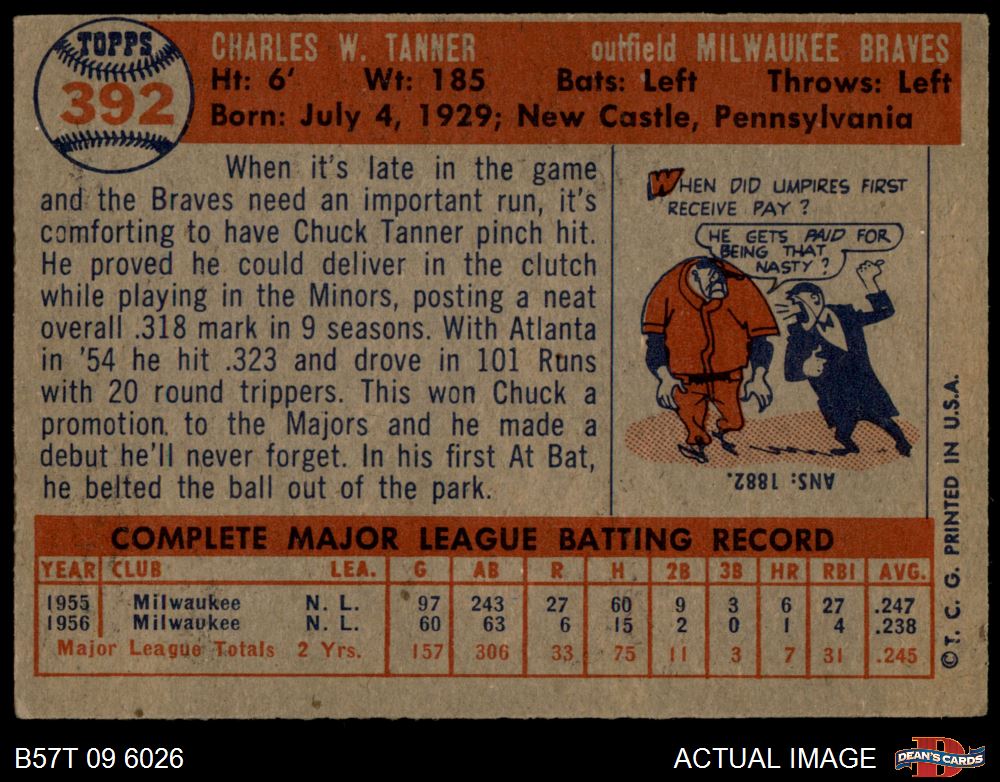 TOPPS
392
CHARLES W. TANNER outfield MILWAUKEE BRAVES
Ht: 6' Wt: 185 Bats: Left Throws: Left
Born: July 4, 1929; New Castle, Pennsylvania
When it's late in the game
and the Braves need an important run, it's
comforting to have Chuck Tanner pinch hit.
He proved he could deliver in the clutch
while playing in the Minors, posting a neat
overall .318 mark in 9 seasons. With Atlanta
in '54 he hit .323 and drove in 101 Runs
with 20 round trippers. This won Chuck a
promotion to the Majors and he made a
debut he'll never forget. In his first At Bat,
he belted the ball out of the park.
WHEN DID UMPIRES FIRST
RECEIVE PAY?
HE GETS PAID FOR
BEING THAT
NASTY?
ANS: 1882.
COMPLETE MAJOR LEAGUE BATTING RECORD
YEAR CLUB LEA. G AB R H 2B 3B HR RBI AVG.
1955 Milwaukee N. L. 97 243 27 60 9 3 6 27 .247
1956 Milwaukee N. L. 60 63 6 15 2 0 1 4 .238
Major League Totals 2 Yrs. 157 306 33 75 11 3 7 31 .245
© T. C. G. PRINTED IN U.S.A.
B57T 09 6026
ACTUAL IMAGE
DEAN'S CARDS